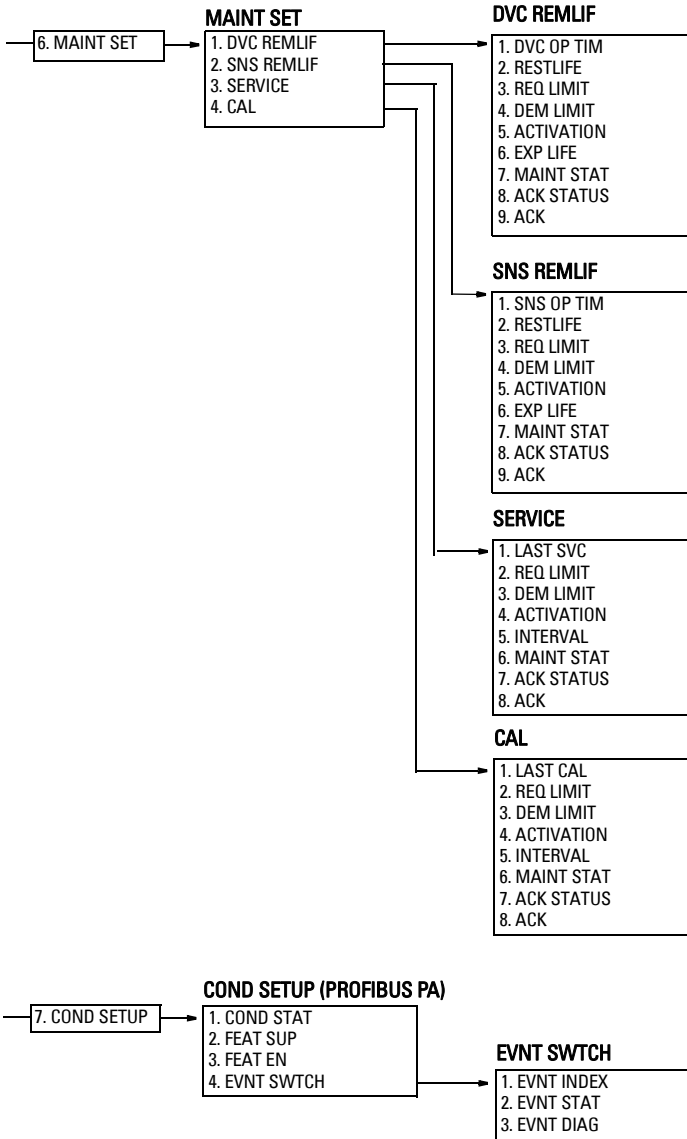 MAINT SET
6. MAINT SET
1. DVC REMLIF
2. SNS REMLIF
3. SERVICE
4. CAL
DVC REMLIF
1. DVC OP TIM
2. RESTLIFE
3. REQ LIMIT
4. DEM LIMIT
5. ACTIVATION
6. EXP LIFE
7. MAINT STAT
8. ACK STATUS
9. ACK
SNS REMLIF
1. SNS OP TIM
2. RESTLIFE
3. REQ LIMIT
4. DEM LIMIT
5. ACTIVATION
6. EXP LIFE
7. MAINT STAT
8. ACK STATUS
9. ACK
SERVICE
1. LAST SVC
2. REQ LIMIT
3. DEM LIMIT
4. ACTIVATION
5. INTERVAL
6. MAINT STAT
7. ACK STATUS
8. ACK
CAL
1. LAST CAL
2. REQ LIMIT
3. DEM LIMIT
4. ACTIVATION
5. INTERVAL
6. MAINT STAT
7. ACK STATUS
8. ACK
COND SETUP (PROFIBUS PA)
7. COND SETUP
1. COND STAT
2. FEAT SUP
3. FEAT EN
4. EVNT SWTCH
EVNT SWTCH
1. EVNT INDEX
2. EVNT STAT
3. EVNT DIAG